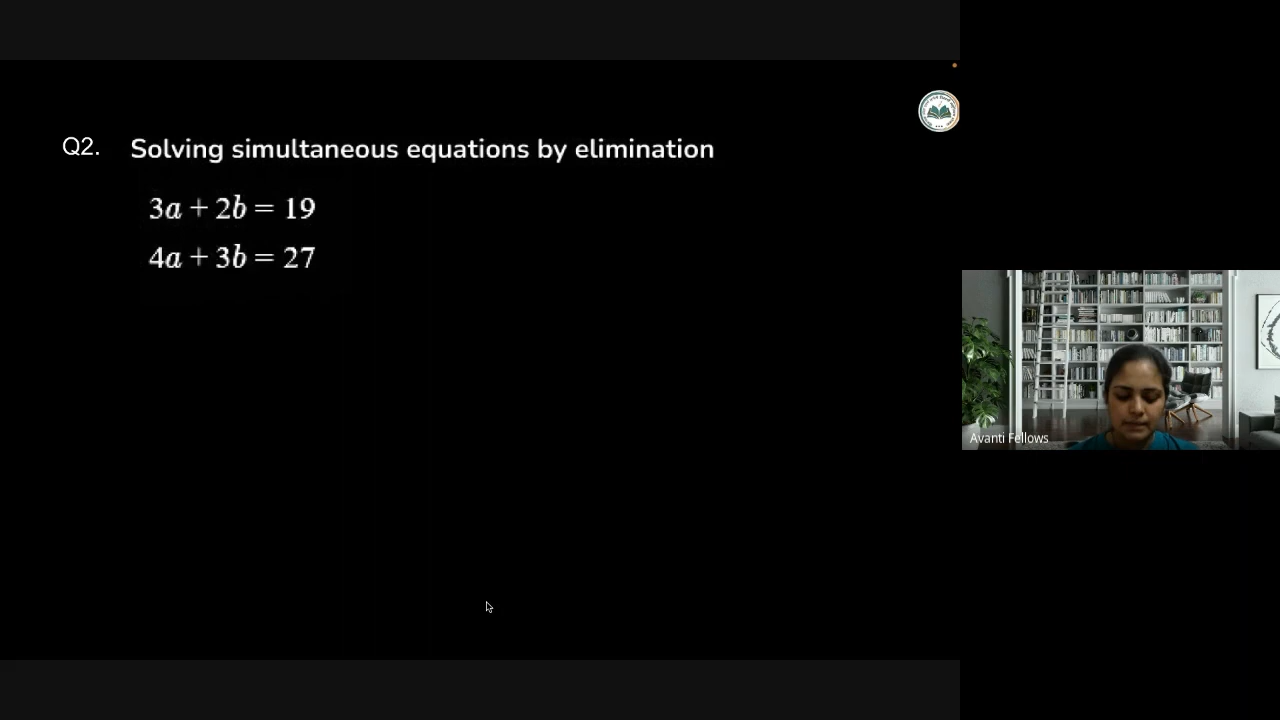 Q2. Solving simultaneous equations by elimination
3a + 2b = 19
4a + 3b = 27
Avanti Fellows